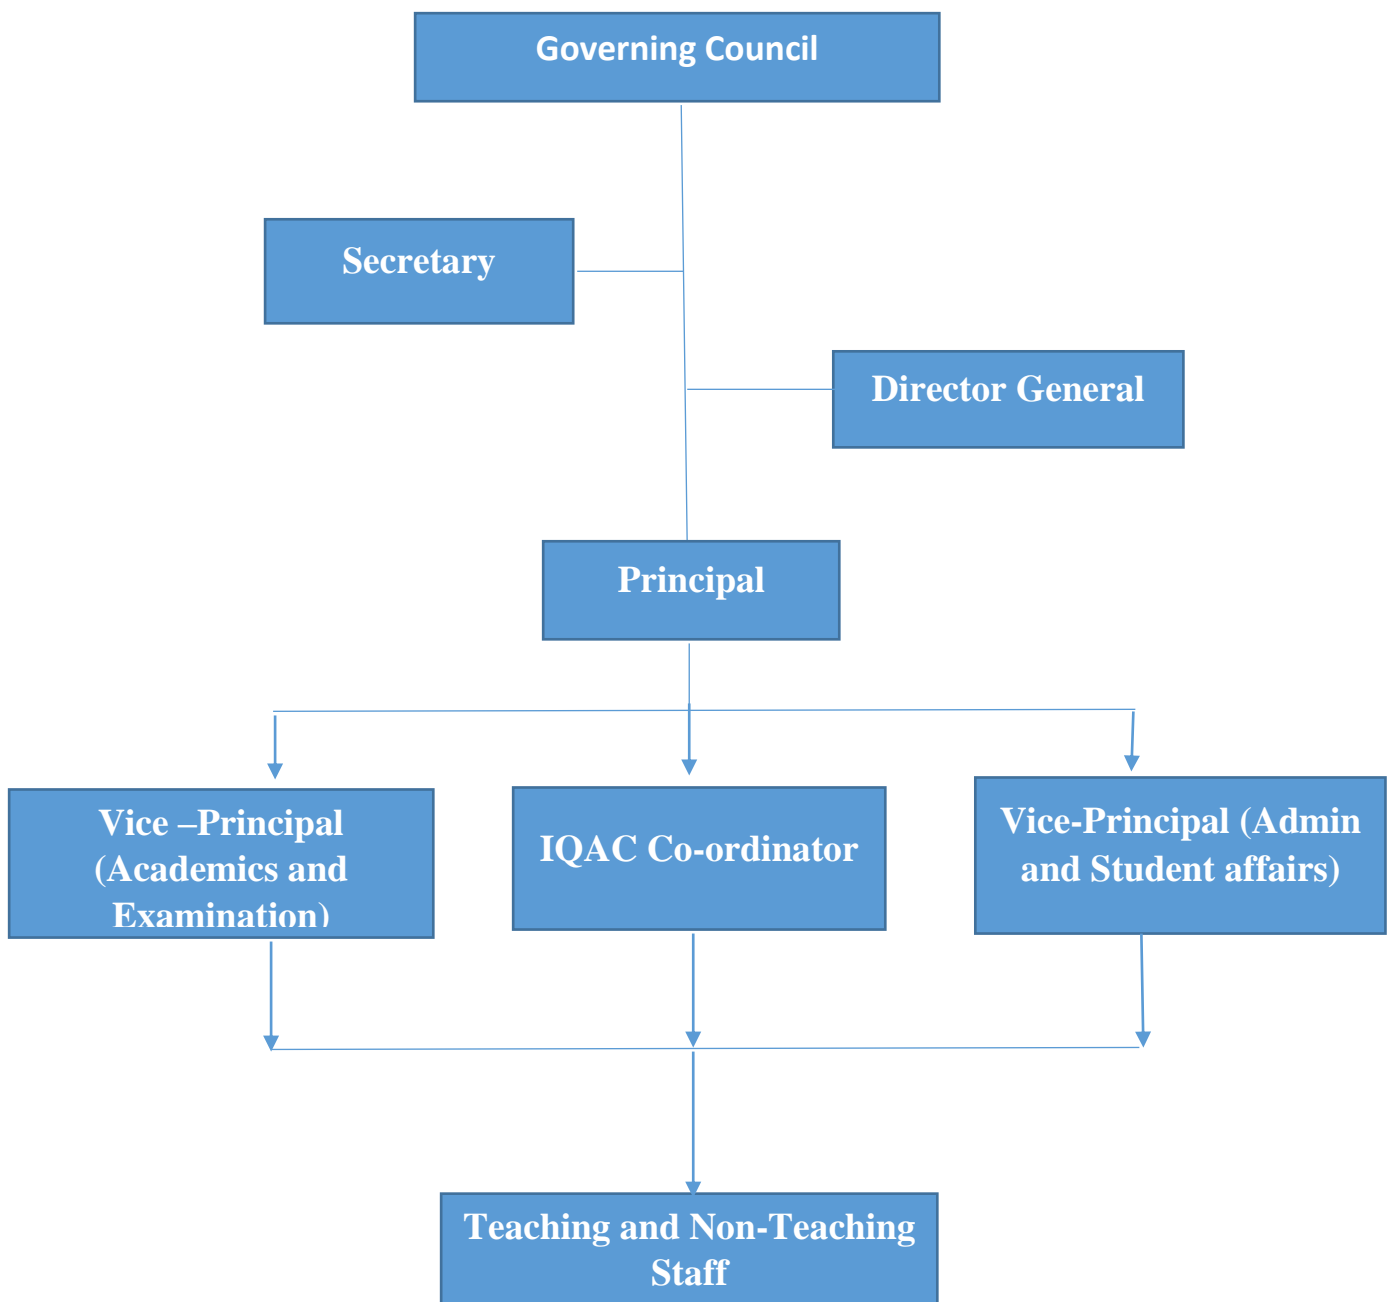 Governing Council
Secretary
Director General
Principal
Vice –Principal
(Academics and
Examination)
IQAC Co-ordinator
Vice-Principal (Admin
and Student affairs)
Teaching and Non-Teaching
Staff